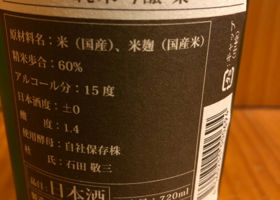 原材料名：米（国産）、米麹（国産米）
精米歩合：60%
アルコール分：15度
日本酒度：±0
酸　度：1.4
使用酵母：自社保存株
杜　氏：石田 敬三
品目 日本酒
720ml